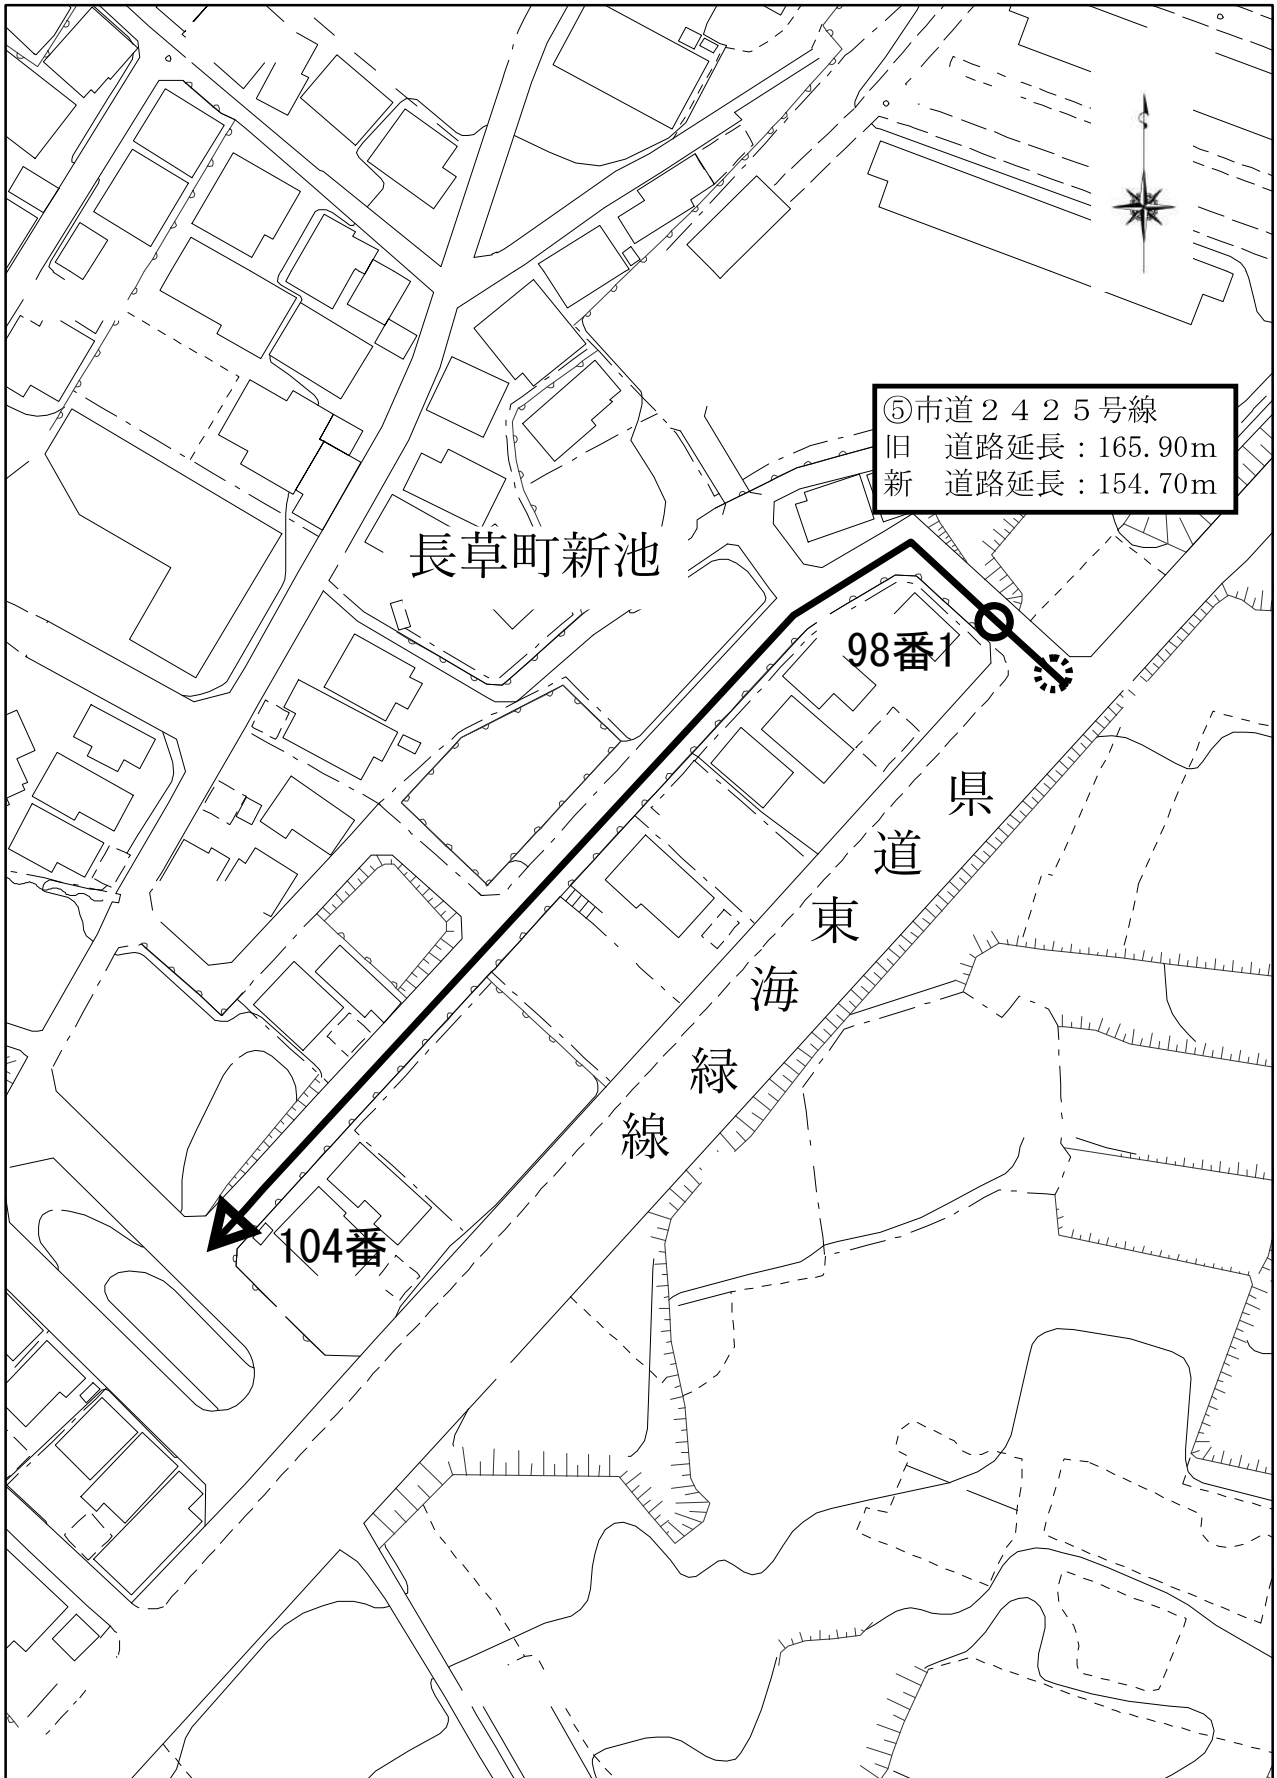 ⑤市道２４２５号線
旧　道路延長：165.90m
新　道路延長：154.70m
長草町新池
98番1
県道東海緑線
104番